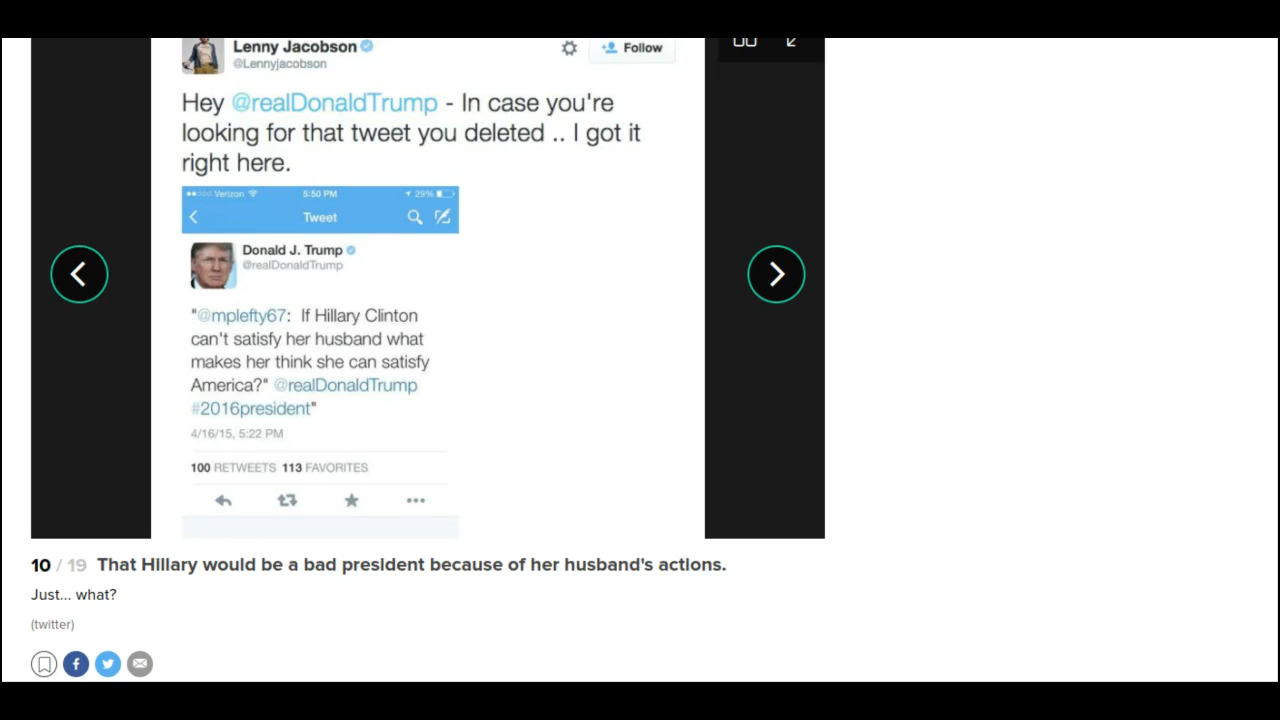 Lenny Jacobson
@Lennyjacobson
Follow
Hey @realDonaldTrump - In case you're
looking for that tweet you deleted .. I got it
right here.
Verizon 5:50 PM 29%
Tweet
Donald J. Trump
@realDonaldTrump
"@mplefty67: If Hillary Clinton
can't satisfy her husband what
makes her think she can satisfy
America?" @realDonaldTrump
#2016president"
4/16/15, 5:22 PM
100 RETWEETS 113 FAVORITES
10 / 19 That Hillary would be a bad president because of her husband's actions.
Just... what?
(twitter)